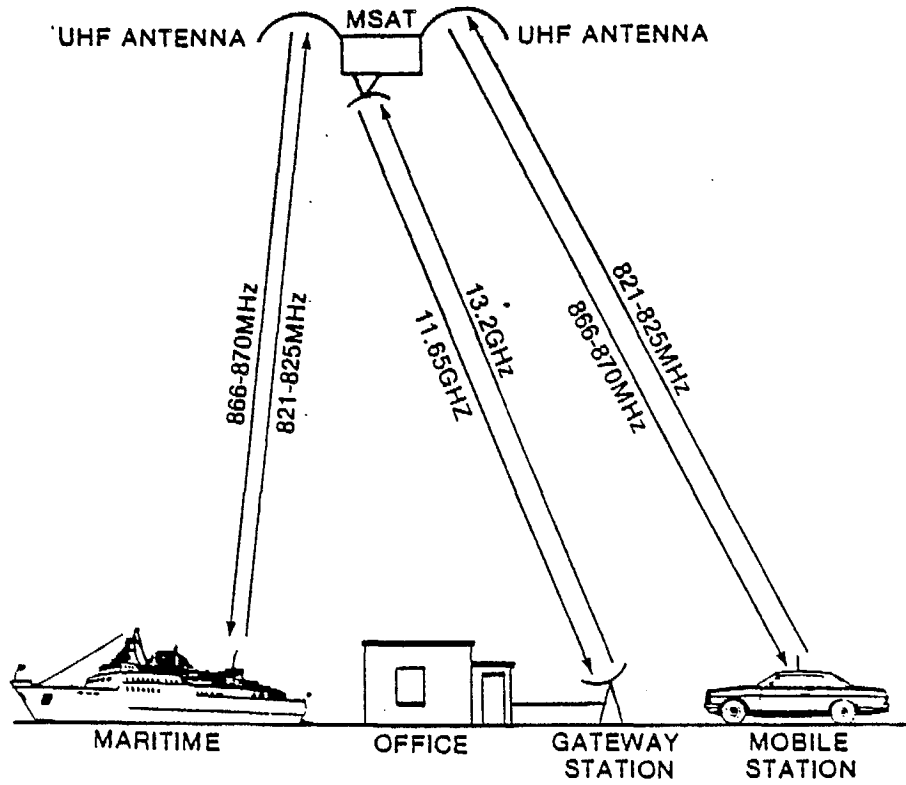 MSAT
UHF ANTENNA
UHF ANTENNA
866-870MHz
821-825MHz
11.65GHZ
13.2GHz
866-870MHz
821-825MHz
MARITIME
OFFICE
GATEWAY
STATION
MOBILE
STATION